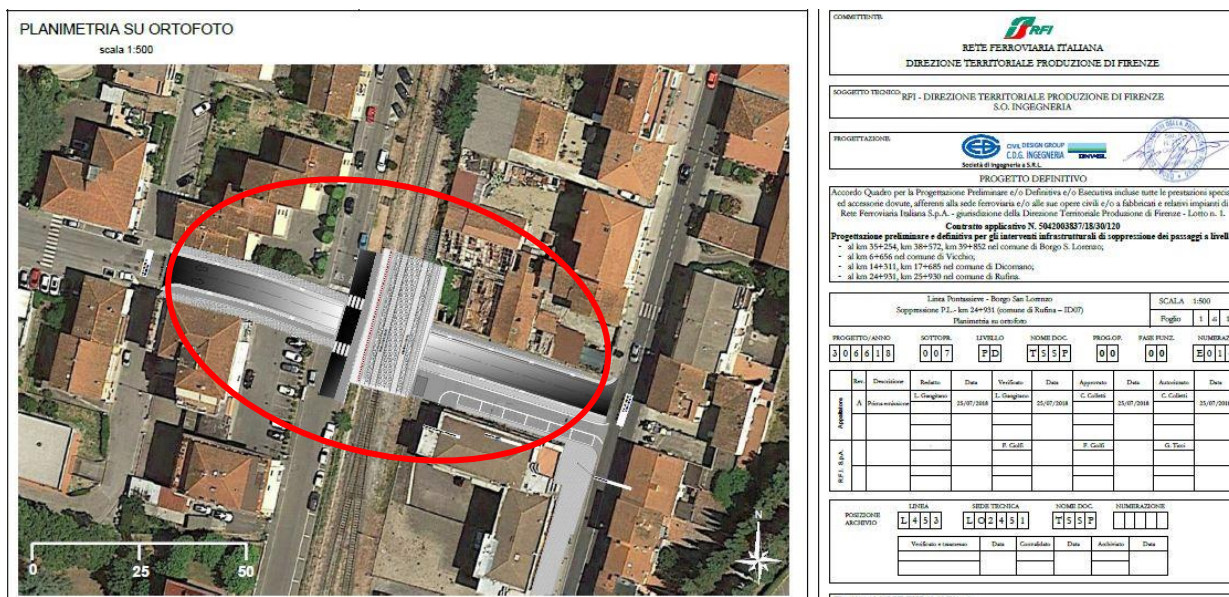 PLANIMETRIA SU ORTOFOTO
scala 1:500
0
25
50
N
COMMITTENTE:
RFI
RETE FERROVIARIA ITALIANA
DIREZIONE TERRITORIALE PRODUZIONE DI FIRENZE
SOGGETTO TECNICO:
RFI - DIREZIONE TERRITORIALE PRODUZIONE DI FIRENZE
S.O. INGEGNERIA
PROGETTAZIONE:
CIVIL DESIGN GROUP
C.D.G. INGEGNERIA
Società di Ingegneria a S.R.L.
PROGETTO DEFINITIVO
Accordo Quadro per la Progettazione Preliminare e/o Definitiva e/o Esecutiva incluse tutte le prestazioni specia
ed accessorie dovute, afferenti alla sede ferroviaria e/o alle sue opere civili e/o a fabbricati e relativi impianti di
Rete Ferroviaria Italiana S.p.A. - giurisdizione della Direzione Territoriale Produzione di Firenze - Lotto n. 1.
Contratto applicativo N. 5042003837/18/30/120
Progettazione preliminare e definitiva per gli interventi infrastrutturali di soppressione dei passaggi a livell
- al km 35+254, km 38+572, km 39+852 nel comune di Borgo S. Lorenzo;
- al km 6+656 nel comune di Vicchio;
- al km 14+311, km 17+685 nel comune di Dicomano;
- al km 24+931, km 25+930 nel comune di Rufina.
Linea Pontassieve - Borgo San Lorenzo
Soppressione P.L. - km 24+931 (comune di Rufina – ID07)
Planimetria su ortofoto
SCALA 1:500
Foglio 1 di 1
PROGETTO/ANNO SOTTOPR. LIVELLO NOME DOC. PROG.OP. FASE FUNZ. NUMERAZ
3 0 6 6 1 8 0 0 7 P D T S S P 0 0 0 0 E 0 1
Rev. Descrizione Redatto Data Verificato Data Approvato Data Autorizzato Data
Appaltatore
A Prima emissione L. Gangitano 25/07/2018 L. Gangitano 25/07/2018 C. Colletti 25/07/2018 C. Colletti 25/07/2018
R.F.I. S.p.A.
- F. Golfi F. Golfi G. Tinti
POSIZIONE ARCHIVIO
LINEA SEDE TECNICA NOME DOC. NUMERAZIONE
L 4 5 3 L O 2 4 5 1 T S S P
Verificato e trasmesso Data Convalidato Data Archiviato Data